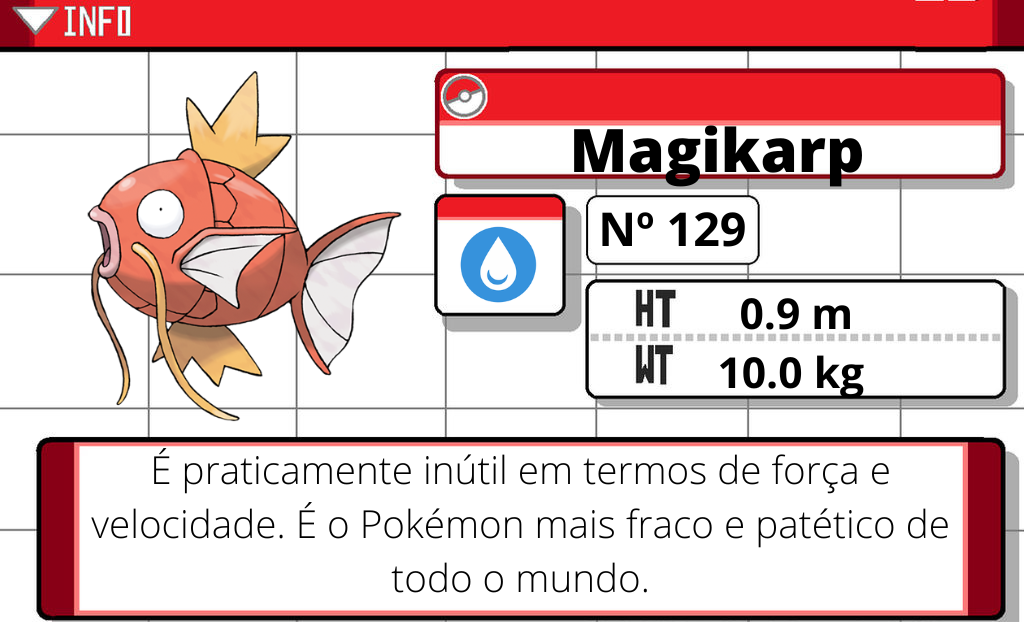 INFO
Magikarp
Nº 129
HT 0.9 m
WT 10.0 kg
É praticamente inútil em termos de força e
velocidade. É o Pokémon mais fraco e patético de
todo o mundo.